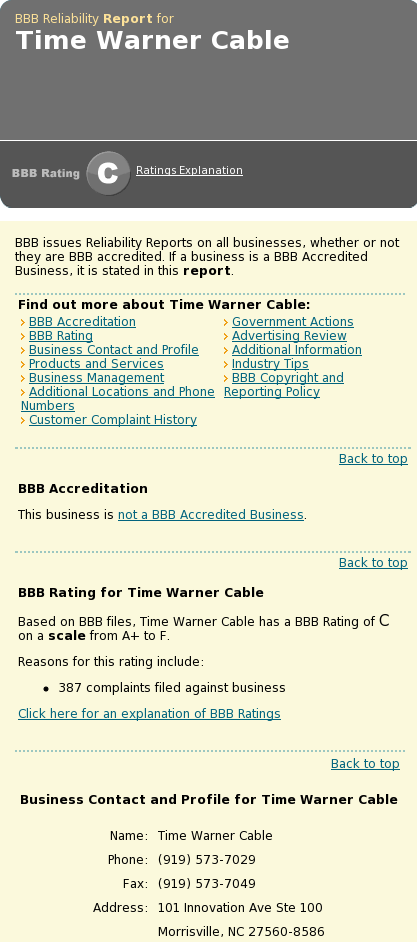 BBB Reliability Report for
Time Warner Cable
BBB Rating C Ratings Explanation
BBB issues Reliability Reports on all businesses, whether or not
they are BBB accredited. If a business is a BBB Accredited
Business, it is stated in this report.
Find out more about Time Warner Cable:
BBB Accreditation
BBB Rating
Business Contact and Profile
Products and Services
Business Management
Additional Locations and Phone
Numbers
Customer Complaint History
Government Actions
Advertising Review
Additional Information
Industry Tips
BBB Copyright and
Reporting Policy
Back to top
BBB Accreditation
This business is not a BBB Accredited Business.
Back to top
BBB Rating for Time Warner Cable
Based on BBB files, Time Warner Cable has a BBB Rating of C
on a scale from A+ to F.
Reasons for this rating include:
• 387 complaints filed against business
Click here for an explanation of BBB Ratings
Back to top
Business Contact and Profile for Time Warner Cable
Name: Time Warner Cable
Phone: (919) 573-7029
Fax: (919) 573-7049
Address: 101 Innovation Ave Ste 100
Morrisville, NC 27560-8586